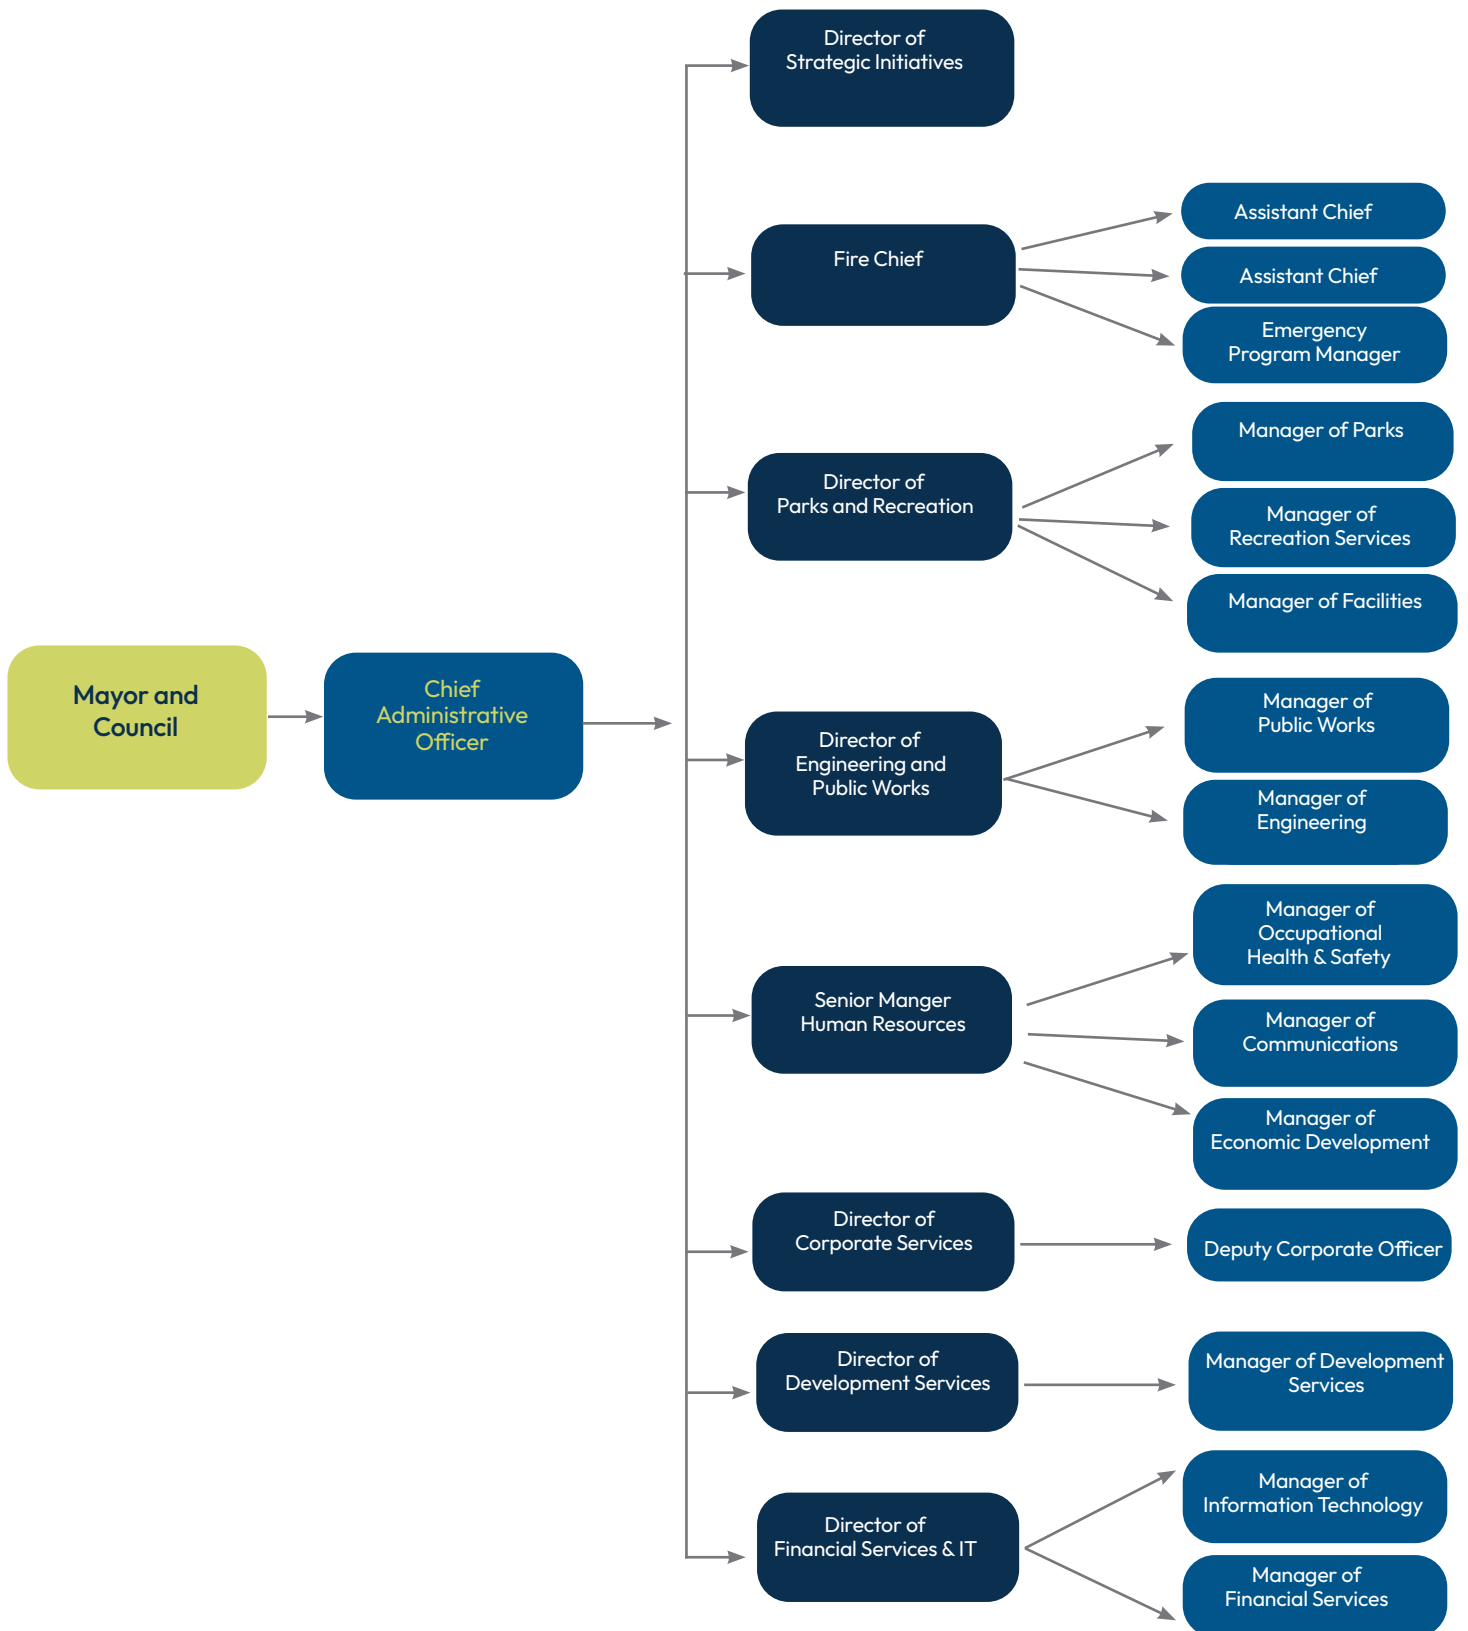 Mayor and
Council
Chief
Administrative
Officer
Director of
Strategic Initiatives
Fire Chief
Assistant Chief
Assistant Chief
Emergency
Program Manager
Director of
Parks and Recreation
Manager of Parks
Manager of
Recreation Services
Manager of Facilities
Director of
Engineering and
Public Works
Manager of
Public Works
Manager of
Engineering
Senior Manger
Human Resources
Manager of
Occupational
Health & Safety
Manager of
Communications
Manager of
Economic Development
Director of
Corporate Services
Deputy Corporate Officer
Director of
Development Services
Manager of Development
Services
Director of
Financial Services & IT
Manager of
Information Technology
Manager of
Financial Services